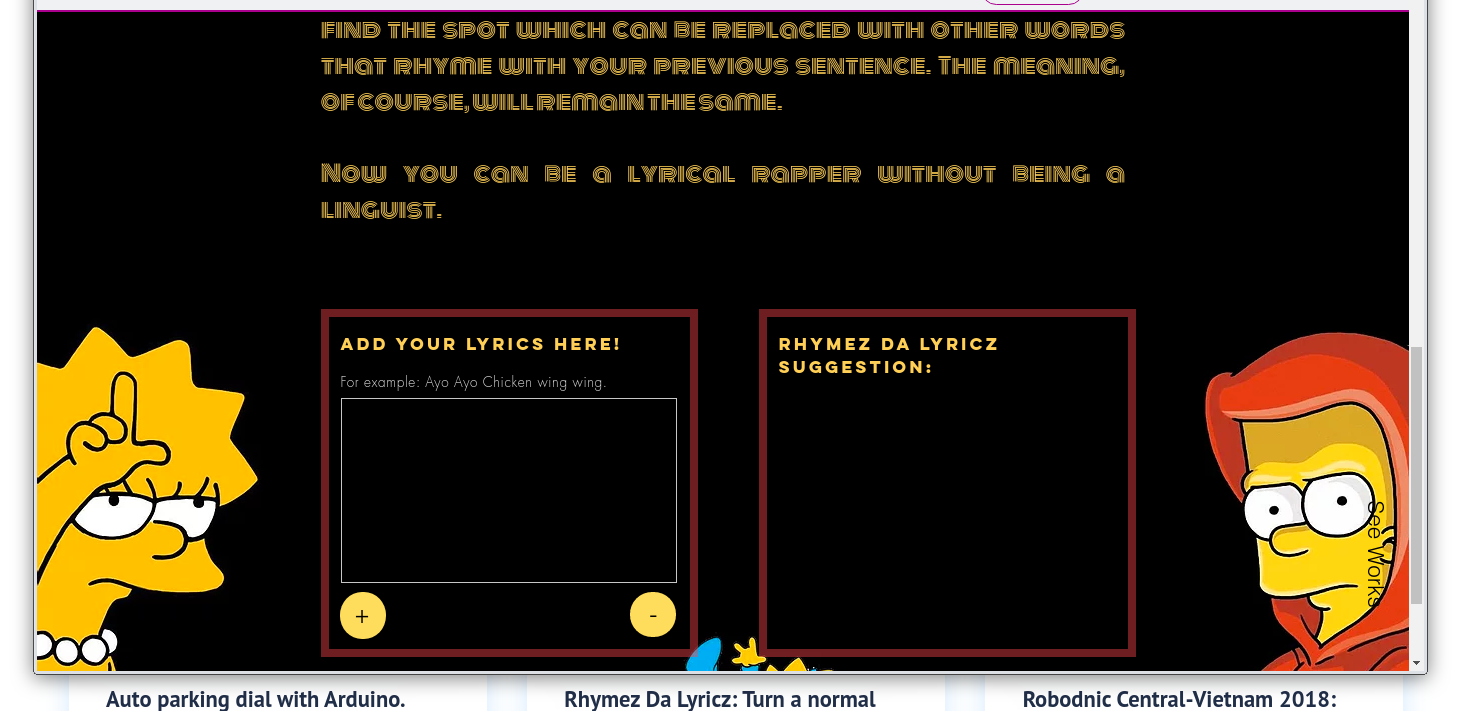 FIND THE SPOT WHICH CAN BE REPLACED WITH OTHER WORDS
THAT RHYME WITH YOUR PREVIOUS SENTENCE. THE MEANING,
OF COURSE, WILL REMAIN THE SAME.
NOW YOU CAN BE A LYRICAL RAPPER WITHOUT BEING A
LINGUIST.
ADD YOUR LYRICS HERE!
For example: Ayo Ayo Chicken wing wing.
+
-
RHYMEZ DA LYRICZ
SUGGESTION:
See Works
Auto parking dial with Arduino.
Rhymez Da Lyricz: Turn a normal
Robodnic Central-Vietnam 2018: